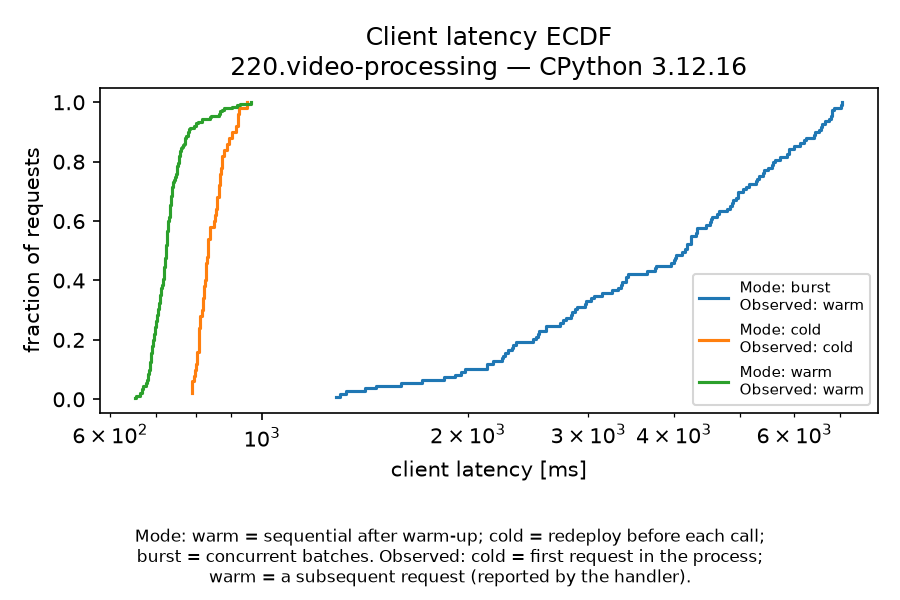 Client latency ECDF
220.video-processing — CPython 3.12.16
fraction of requests
1.0
0.8
0.6
0.4
0.2
0.0
Mode: burst
Observed: warm
Mode: cold
Observed: cold
Mode: warm
Observed: warm
6 × 10²
10³
2 × 10³
3 × 10³
4 × 10³
6 × 10³
client latency [ms]
Mode: warm = sequential after warm-up; cold = redeploy before each call;
burst = concurrent batches. Observed: cold = first request in the process;
warm = a subsequent request (reported by the handler).